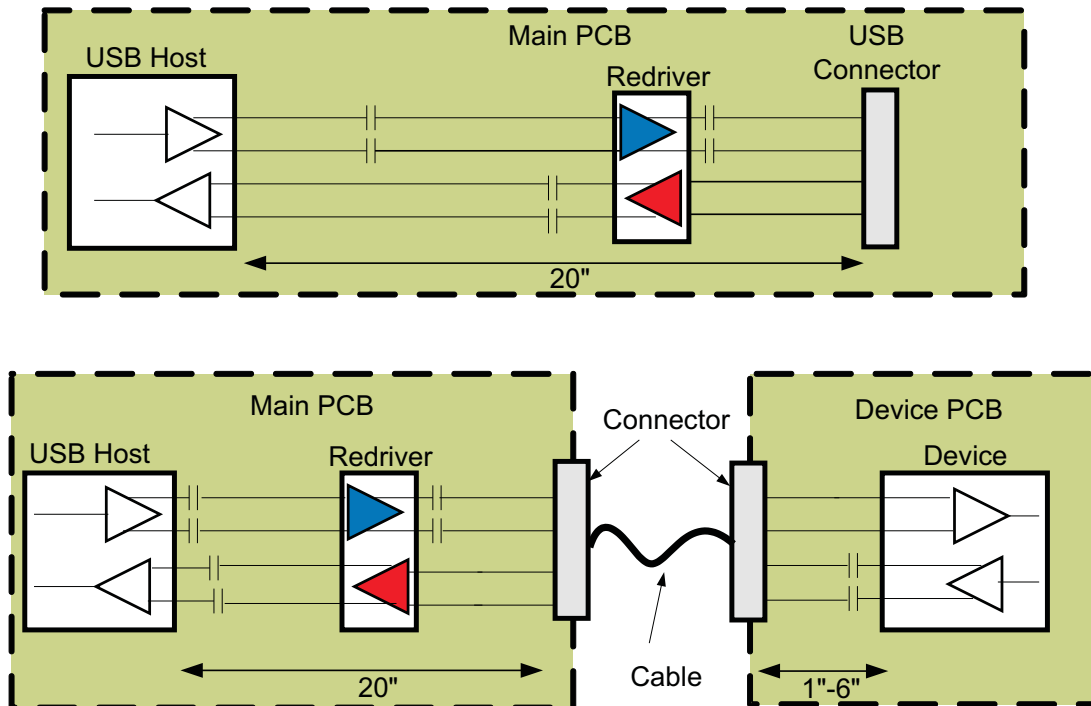 Main PCB
USB
Connector
USB Host
Redriver
20"
Main PCB
Connector
Device PCB
USB Host
Redriver
Device
20"
Cable
1"-6"